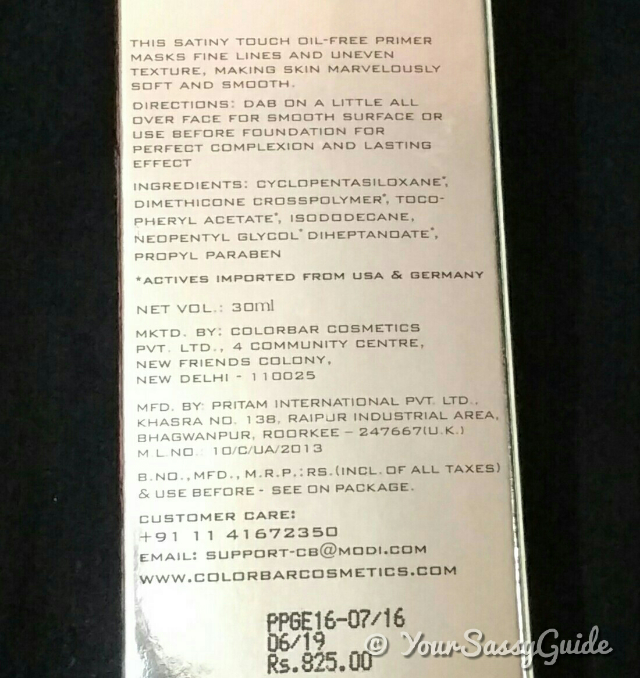 THIS SATINY TOUCH OIL-FREE PRIMER
MASKS FINE LINES AND UNEVEN
TEXTURE, MAKING SKIN MARVELOUSLY
SOFT AND SMOOTH.
DIRECTIONS: DAB ON A LITTLE ALL
OVER FACE FOR SMOOTH SURFACE OR
USE BEFORE FOUNDATION FOR
PERFECT COMPLEXION AND LASTING
EFFECT
INGREDIENTS: CYCLOPENTASILOXANE*,
DIMETHICONE CROSSPOLYMER*, TOCO-
PHERYL ACETATE*, ISODODECANE,
NEOPENTYL GLYCOL* DIHEPTANOATE*,
PROPYL PARABEN
*ACTIVES IMPORTED FROM USA & GERMANY
NET VOL.: 30ml
MKTD. BY: COLORBAR COSMETICS
PVT. LTD., 4 COMMUNITY CENTRE,
NEW FRIENDS COLONY,
NEW DELHI - 110025
MFD. BY: PRITAM INTERNATIONAL PVT. LTD.,
KHASRA NO. 138, RAIPUR INDUSTRIAL AREA,
BHAGWANPUR, ROORKEE - 247667(U.K.)
M L.NO.: 10/C/UA/2013
B.NO.,MFD., M.R.P.:RS.(INCL. OF ALL TAXES)
& USE BEFORE - SEE ON PACKAGE.
CUSTOMER CARE:
+91 11 41672350
EMAIL: SUPPORT-CB@MODI.COM
WWW.COLORBARCOSMETICS.COM
PPGE16-07/16
06/19
Rs.825.00
© YourSassyGuide